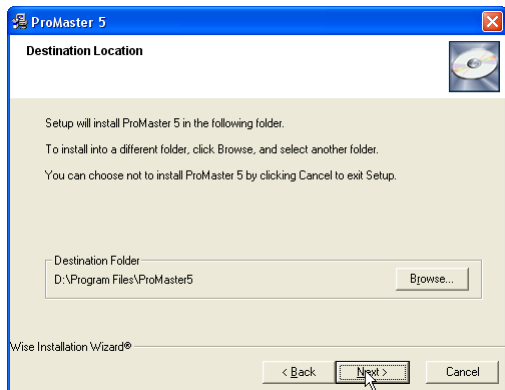 ProMaster 5
Destination Location
Setup will install ProMaster 5 in the following folder.
To install into a different folder, click Browse, and select another folder.
You can choose not to install ProMaster 5 by clicking Cancel to exit Setup.
Destination Folder
D:\Program Files\ProMaster5
Browse...
Wise Installation Wizard®
< Back
Next >
Cancel